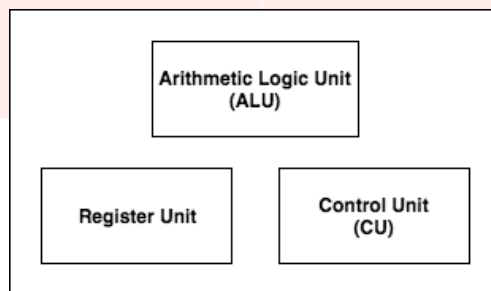 Arithmetic Logic Unit
(ALU)
Register Unit
Control Unit
(CU)